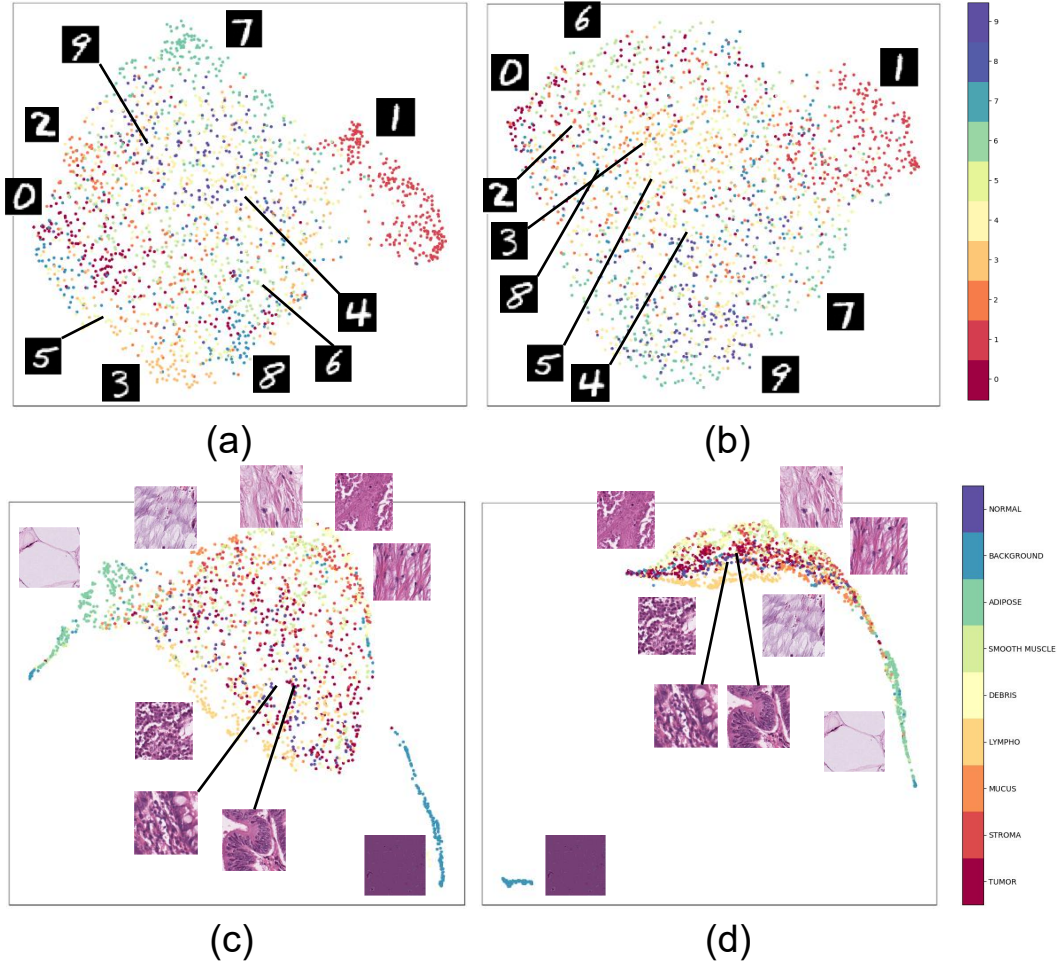 7
9
1
2
0
4
5
6
3
8
(a)
6
0
1
2
3
8
7
5
4
9
(b)
9
8
7
6
5
4
3
2
1
0
(c)
(d)
NORMAL
BACKGROUND
ADIPOSE
SMOOTH MUSCLE
DEBRIS
LYMPHO
MUCUS
STROMA
TUMOR